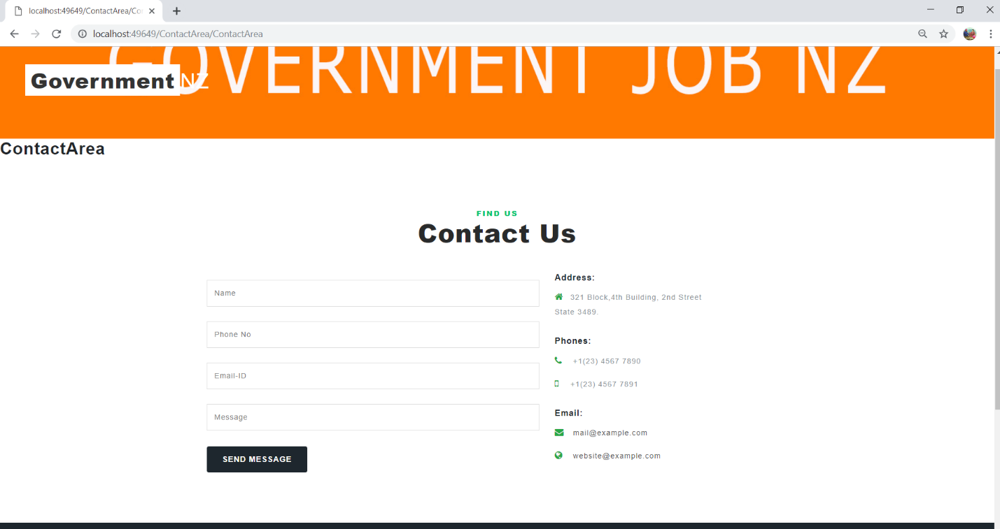 localhost:49649/ContactArea/Co
localhost:49649/ContactArea/ContactArea
GOVERNMENT JOB NZ
Government NZ
ContactArea
FIND US
Contact Us
Name
Phone No
Email-ID
Message
SEND MESSAGE
Address:
321 Block,4th Building, 2nd Street
State 3489.
Phones:
+1(23) 4567 7890
+1(23) 4567 7891
Email:
mail@example.com
website@example.com